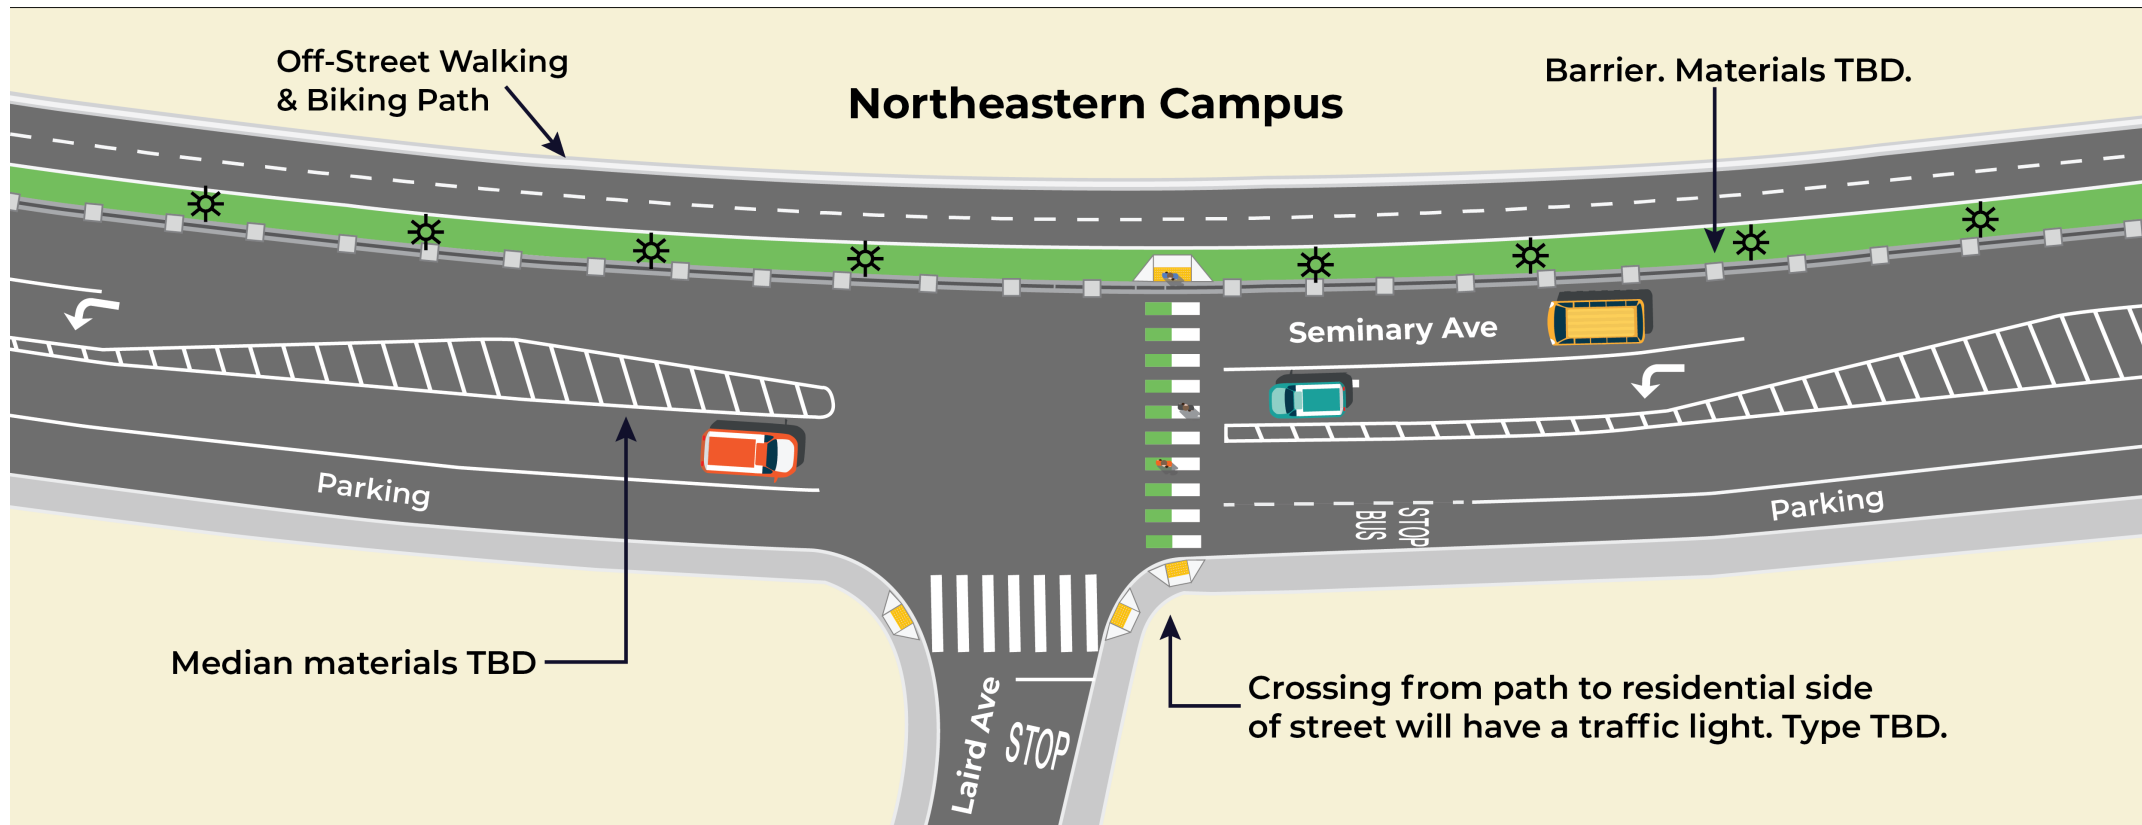 Off-Street Walking
& Biking Path
Northeastern Campus
Barrier. Materials TBD.
Seminary Ave
Parking
STOP
BUS
Parking
Median materials TBD
Laird Ave
STOP
Crossing from path to residential side
of street will have a traffic light. Type TBD.